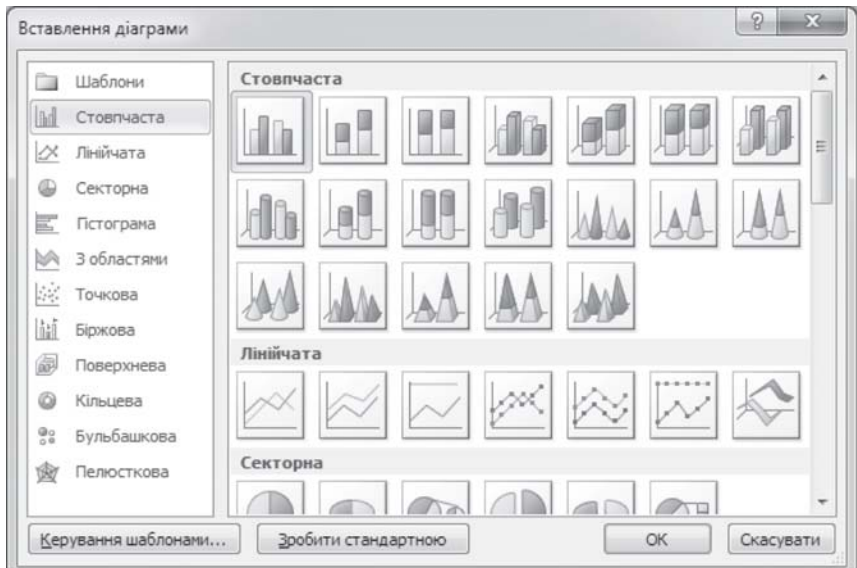 Вставлення діаграми
Шаблони
Стовпчаста
Лінійчата
Секторна
Гістограма
З областями
Точкова
Біржова
Поверхнева
Кільцева
Бульбашкова
Пелюсткова
Стовпчаста
Лінійчата
Секторна
Керування шаблонами...
Зробити стандартною
ОК
Скасувати